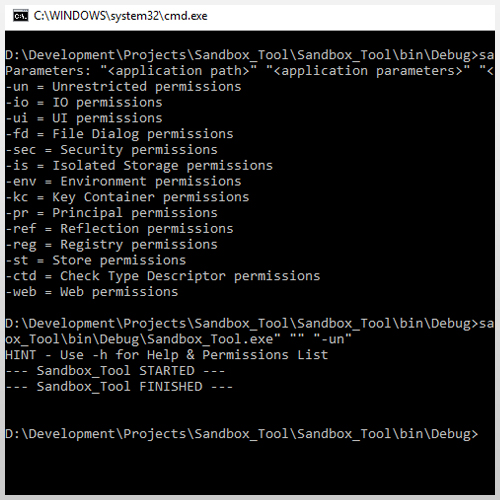 C:\WINDOWS\system32\cmd.exe
D:\Development\Projects\Sandbox_Tool\Sandbox_Tool\bin\Debug>sa
Parameters: "<application path>" "<application parameters>" "<
-un = Unrestricted permissions
-io = IO permissions
-ui = UI permissions
-fd = File Dialog permissions
-sec = Security permissions
-is = Isolated Storage permissions
-env = Environment permissions
-kc = Key Container permissions
-pr = Principal permissions
-ref = Reflection permissions
-reg = Registry permissions
-st = Store permissions
-ctd = Check Type Descriptor permissions
-web = Web permissions
D:\Development\Projects\Sandbox_Tool\Sandbox_Tool\bin\Debug>sa
ox_Tool\bin\Debug\Sandbox_Tool.exe" "" "-un"
HINT - Use -h for Help & Permissions List
--- Sandbox_Tool STARTED ---
--- Sandbox_Tool FINISHED ---
D:\Development\Projects\Sandbox_Tool\Sandbox_Tool\bin\Debug>